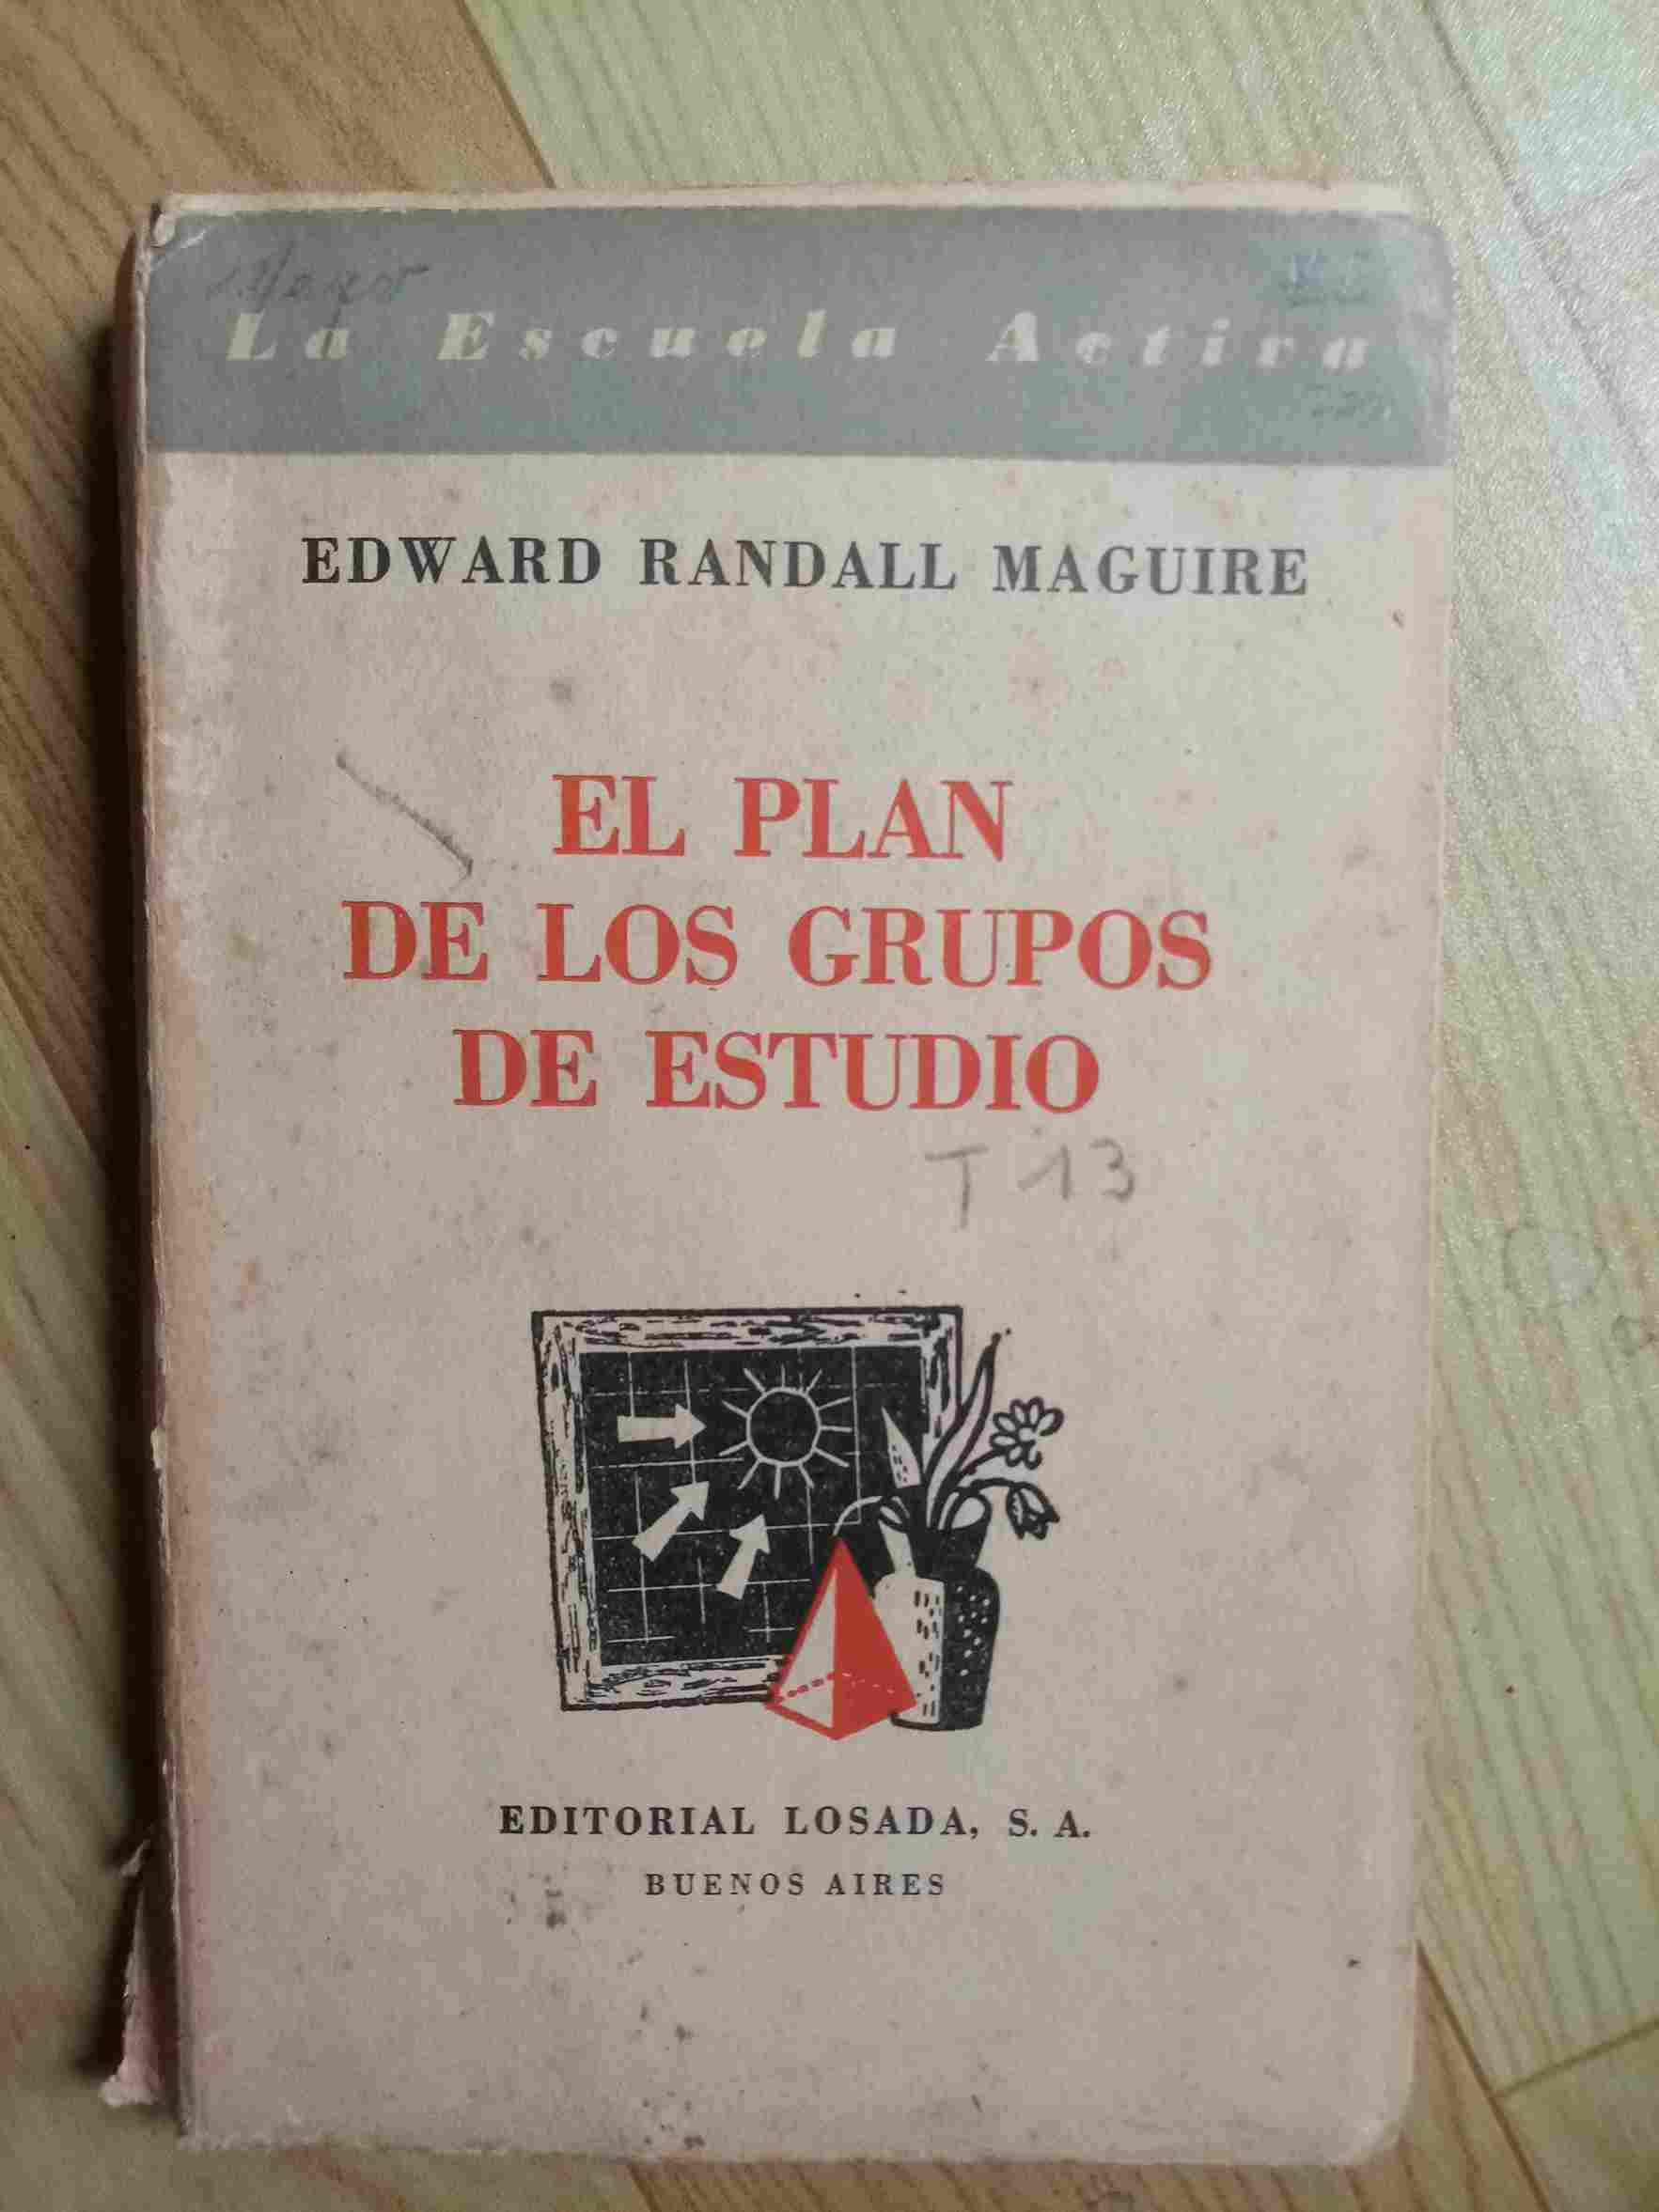 La Escuela Activa
EDWARD RANDALL MAGUIRE
EL PLAN
DE LOS GRUPOS
DE ESTUDIO
T 13
EDITORIAL LOSADA, S. A.
BUENOS AIRES